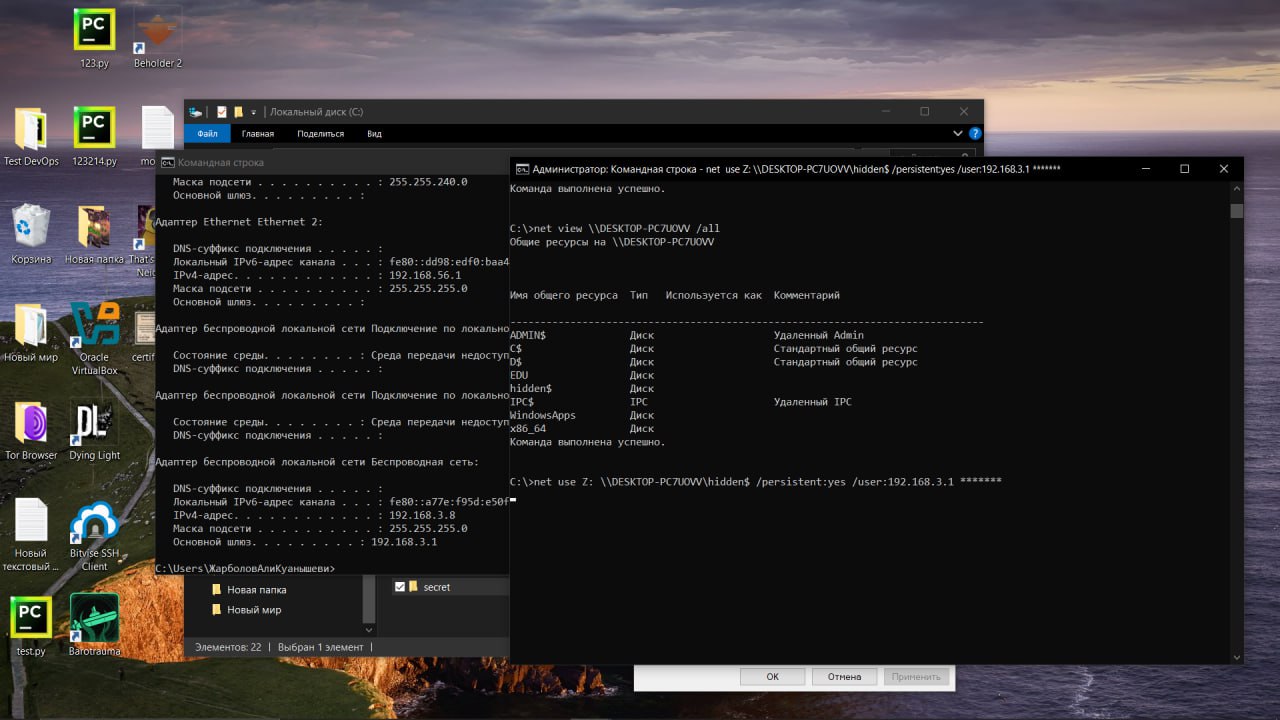 PC
123.py
Beholder 2
PC
Test DevOps
123214.py
mo
Корзина
Новая папка
That's
Neig
Новый мир
Oracle
VirtualBox
certif
Tor Browser
DL
Dying Light
Новый
текстовый ...
Bitvise SSH
Client
PC
test.py
Barotrauma
Локальный диск (C:)
Файл
Главная
Поделиться
Вид
?
Командная строка
Маска подсети . . . . . . . . . . : 255.255.240.0
Основной шлюз. . . . . . . . . :
Адаптер Ethernet Ethernet 2:
DNS-суффикс подключения . . . . . :
Локальный IPv6-адрес канала . . . : fe80::dd98:edf0:baa4
IPv4-адрес. . . . . . . . . . . . : 192.168.56.1
Маска подсети . . . . . . . . . . : 255.255.255.0
Основной шлюз. . . . . . . . . :
Адаптер беспроводной локальной сети Подключение по локально
Состояние среды. . . . . . . . : Среда передачи недоступ
DNS-суффикс подключения . . . . . :
Адаптер беспроводной локальной сети Подключение по локально
Состояние среды. . . . . . . . : Среда передачи недоступ
DNS-суффикс подключения . . . . . :
Адаптер беспроводной локальной сети Беспроводная сеть:
DNS-суффикс подключения . . . . . :
Локальный IPv6-адрес канала . . . : fe80::a77e:f95d:e50f
IPv4-адрес. . . . . . . . . . . . : 192.168.3.8
Маска подсети . . . . . . . . . . : 255.255.255.0
Основной шлюз. . . . . . . . . : 192.168.3.1
C:\Users\ЖарболовАлиКуанышеви>
Новая папка
Новый мир
secret
Элементов: 22
Выбран 1 элемент
Администратор: Командная строка - net use Z: \\DESKTOP-PC7UOVV\hidden$ /persistent:yes /user:192.168.3.1 *******
Команда выполнена успешно.
C:\>net view \\DESKTOP-PC7UOVV /all
Общие ресурсы на \\DESKTOP-PC7UOVV
Имя общего ресурса Тип Используется как Комментарий
-------------------------------------------------------------------------------
ADMIN$ Диск Удаленный Admin
C$ Диск Стандартный общий ресурс
D$ Диск Стандартный общий ресурс
EDU Диск
hidden$ Диск
IPC$ IPC Удаленный IPC
WindowsApps Диск
x86_64 Диск
Команда выполнена успешно.
C:\>net use Z: \\DESKTOP-PC7UOVV\hidden$ /persistent:yes /user:192.168.3.1 *******
OK
Отмена
Применить